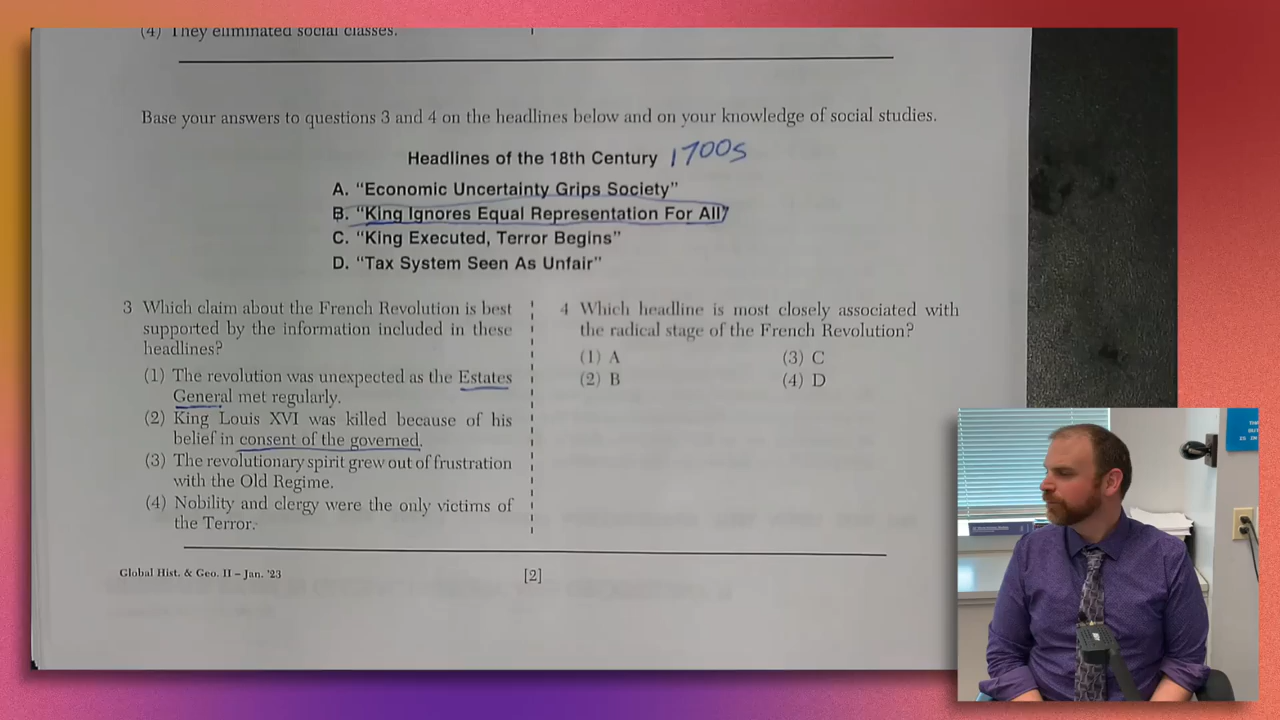 (4) They eliminated social classes.
Base your answers to questions 3 and 4 on the headlines below and on your knowledge of social studies.
Headlines of the 18th Century 1700s
A. “Economic Uncertainty Grips Society”
B. “King Ignores Equal Representation For All”
C. “King Executed, Terror Begins”
D. “Tax System Seen As Unfair”
3 Which claim about the French Revolution is best
supported by the information included in these
headlines?
(1) The revolution was unexpected as the Estates
General met regularly.
(2) King Louis XVI was killed because of his
belief in consent of the governed.
(3) The revolutionary spirit grew out of frustration
with the Old Regime.
(4) Nobility and clergy were the only victims of
the Terror.
4 Which headline is most closely associated with
the radical stage of the French Revolution?
(1) A
(2) B
(3) C
(4) D
Global Hist. & Geo. II – Jan. ’23
[2]